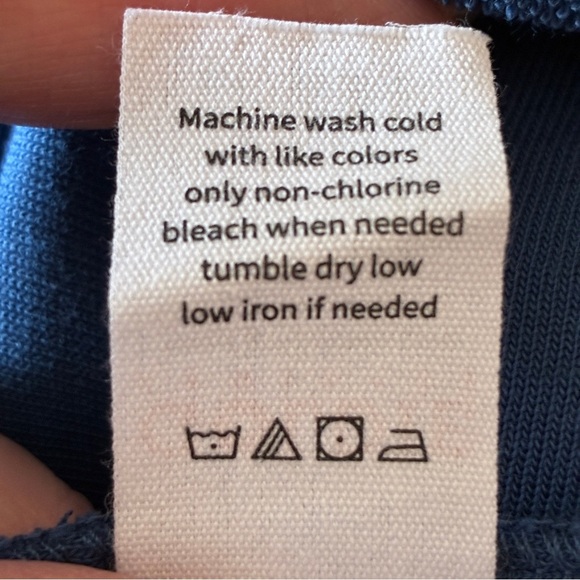 Machine wash cold
with like colors
only non-chlorine
bleach when needed
tumble dry low
low iron if needed